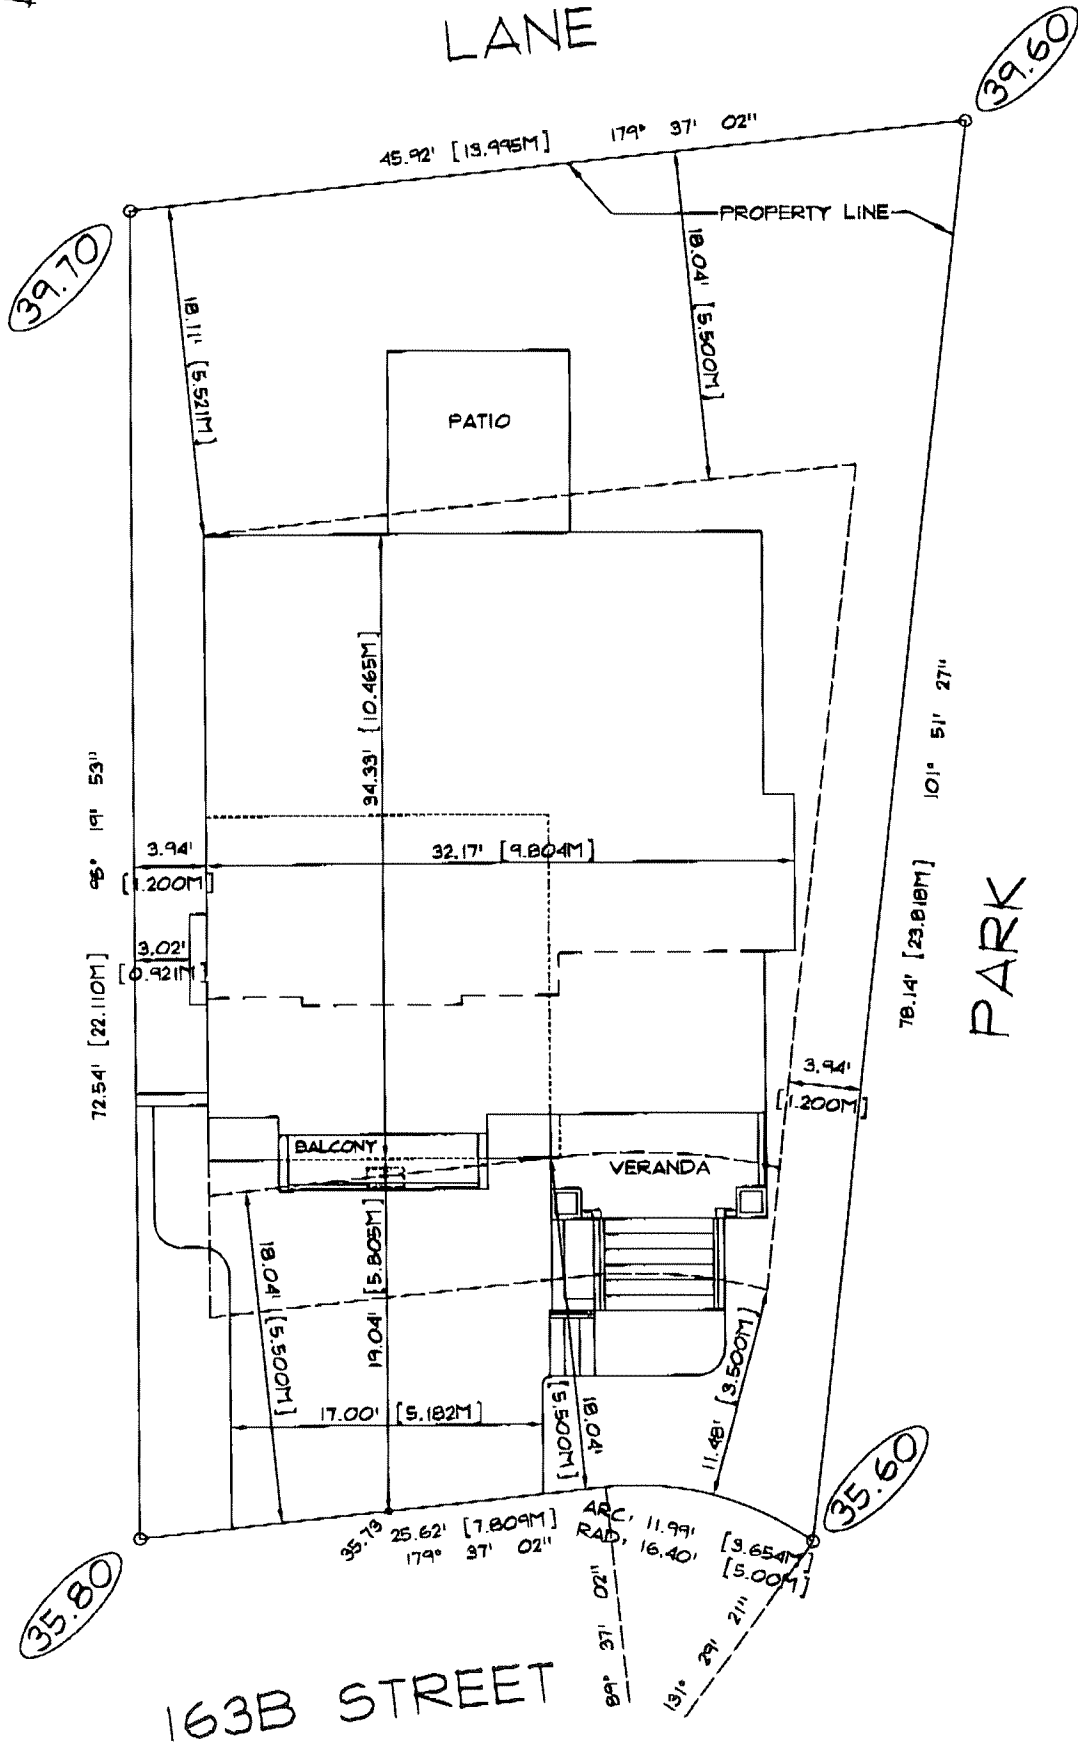 LANE
39.60
45.92' [13.995M]
179° 37' 02"
PROPERTY LINE
39.70
18.11' [5.521M]
18.04' [5.500M]
PATIO
34.33' [10.465M]
101° 51' 27"
19' 53"
3.94'
[1.200M]
32.17' [9.804M]
3.02'
[0.921M]
72.54' [22.110M]
78.14' [23.818M]
PARK
3.94'
[1.200M]
BALCONY
VERANDA
18.04' [5.500M]
19.04' [5.805M]
17.00' [5.182M]
18.04'
[5.500M]
11.48' [3.500M]
35.60
35.73
25.62' [7.809M]
179° 37' 02"
ARC, 11.99' [3.654M]
RAD, 16.40' [5.00M]
35.80
89° 37' 02"
131° 29' 21"
163B STREET